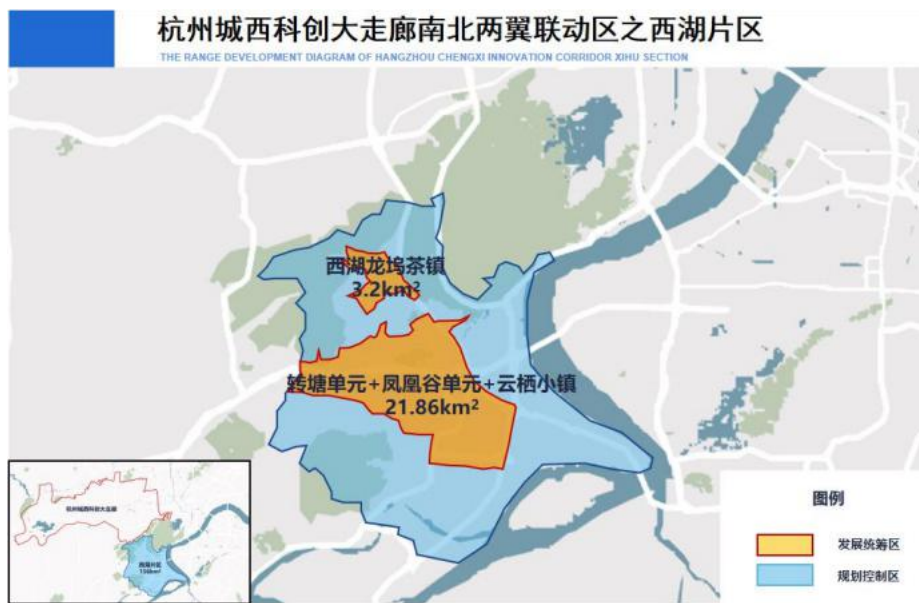 杭州城西科创大走廊南北两翼联动区之西湖片区
THE RANGE DEVELOPMENT DIAGRAM OF HANGZHOU CHENGXI INNOVATION CORRIDOR XIHU SECTION
西湖龙坞茶镇
3.2km²
转塘单元+凤凰谷单元+云栖小镇
21.86km²
杭州城西科创大走廊
西湖片区
图例
发展统筹区
规划控制区